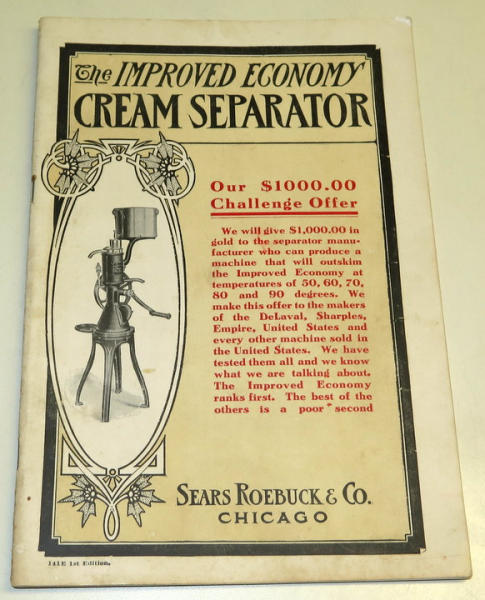 The IMPROVED ECONOMY
CREAM SEPARATOR
Our $1000.00
Challenge Offer
We will give $1,000.00 in
gold to the separator manu-
facturer who can produce a
machine that will outskim
the Improved Economy at
temperatures of 50, 60, 70,
80 and 90 degrees. We
make this offer to the makers
of the DeLaval, Sharples,
Empire, United States and
every other machine sold in
the United States. We have
tested them all and we know
what we are talking about.
The Improved Economy
ranks first. The best of the
others is a poor second
SEARS ROEBUCK & CO.
CHICAGO
141E 1st Edition.